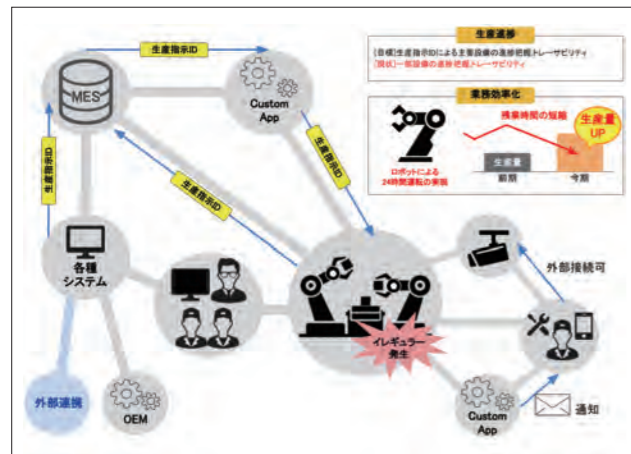 生産指示ID
MES
Custom
App
生産指示ID
生産指示ID
生産指示ID
各種
システム
外部連携
OEM
イレギュラー
発生
外部接続可
Custom
App
通知
生産進捗
[目標]生産指示IDによる主要設備の進捗把握トレーサビリティ
[現状]一部設備の進捗把握トレーサビリティ
業務効率化
残業時間の短縮
生産量
UP
ロボットによる
24時間運転の実現
生産量
前期
今期